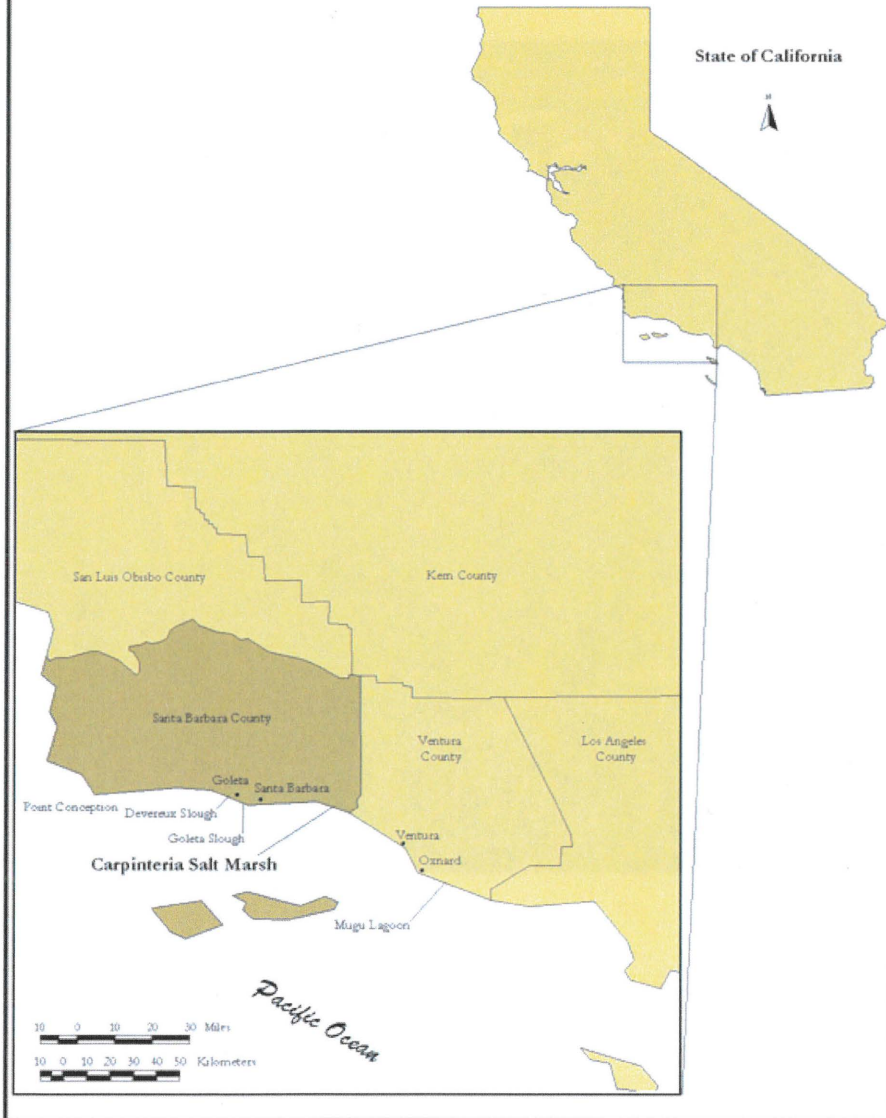 State of California
N
San Luis Obisbo County
Kern County
Santa Barbara County
Ventura
County
Los Angeles
County
Goleta
Santa Barbara
Point Conception
Devereux Slough
Goleta Slough
Ventura
Carpinteria Salt Marsh
Oxnard
Mugu Lagoon
Pacific Ocean
10 0 10 20 30 Miles
10 0 10 20 30 40 50 Kilometers